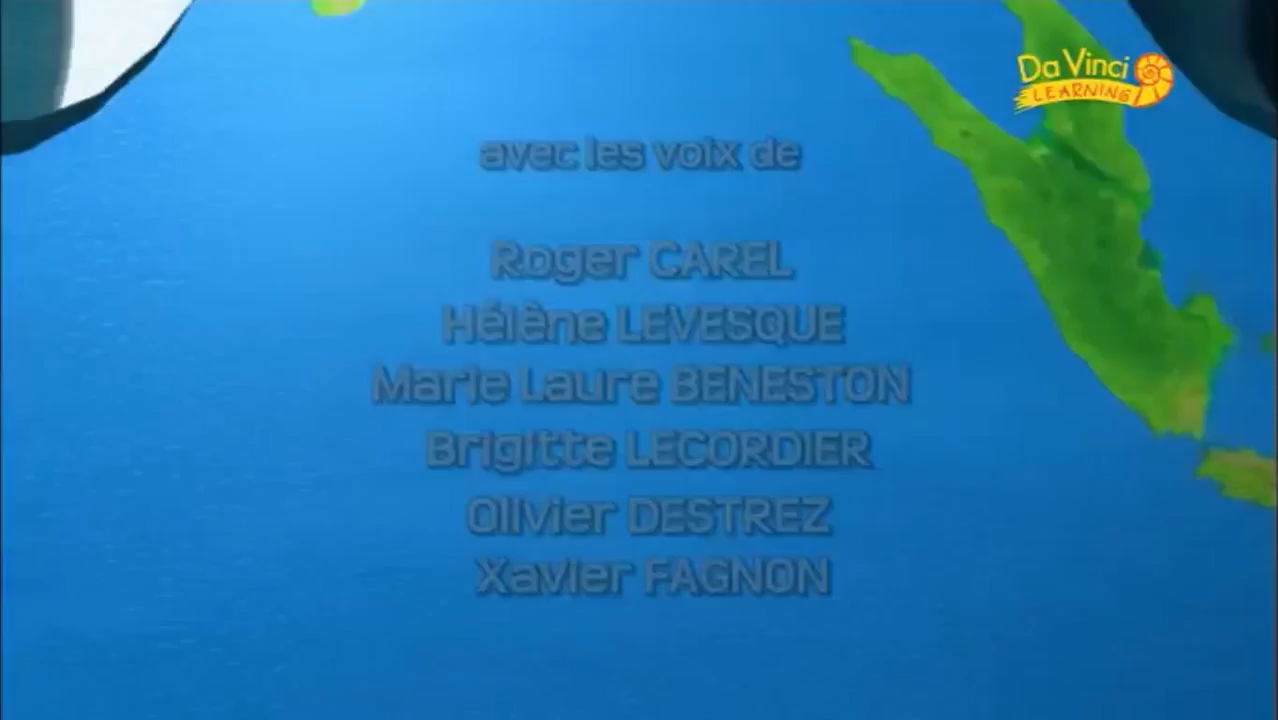 Da Vinci
LEARNING
avec les voix de
Roger CAREL
Hélène LEVESQUE
Marie Laure BENESTON
Brigitte LECORDIER
Olivier DESTREZ
Xavier FAGNON